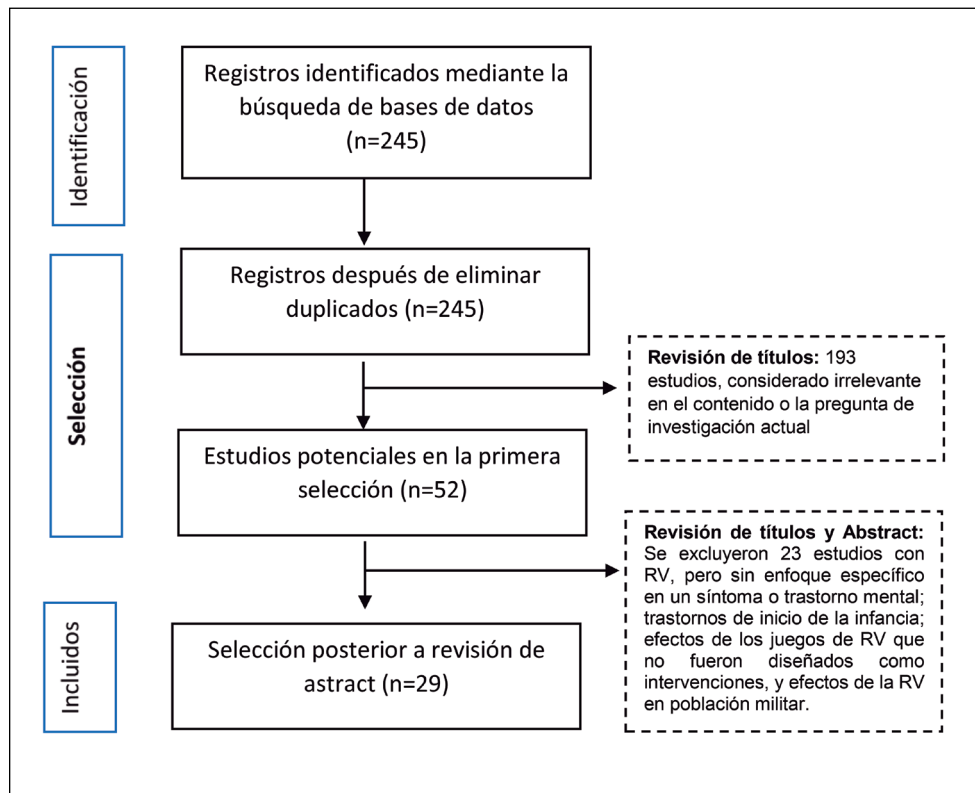 Identificación
Registros identificados mediante la
búsqueda de bases de datos
(n=245)
Selección
Registros después de eliminar
duplicados (n=245)
Revisión de títulos: 193
estudios, considerado irrelevante
en el contenido o la pregunta de
investigación actual
Estudios potenciales en la primera
selección (n=52)
Revisión de títulos y Abstract:
Se excluyeron 23 estudios con
RV, pero sin enfoque específico
en un síntoma o trastorno mental;
trastornos de inicio de la infancia;
efectos de los juegos de RV que
no fueron diseñados como
intervenciones, y efectos de la RV
en población militar.
Incluidos
Selección posterior a revisión de
astract (n=29)